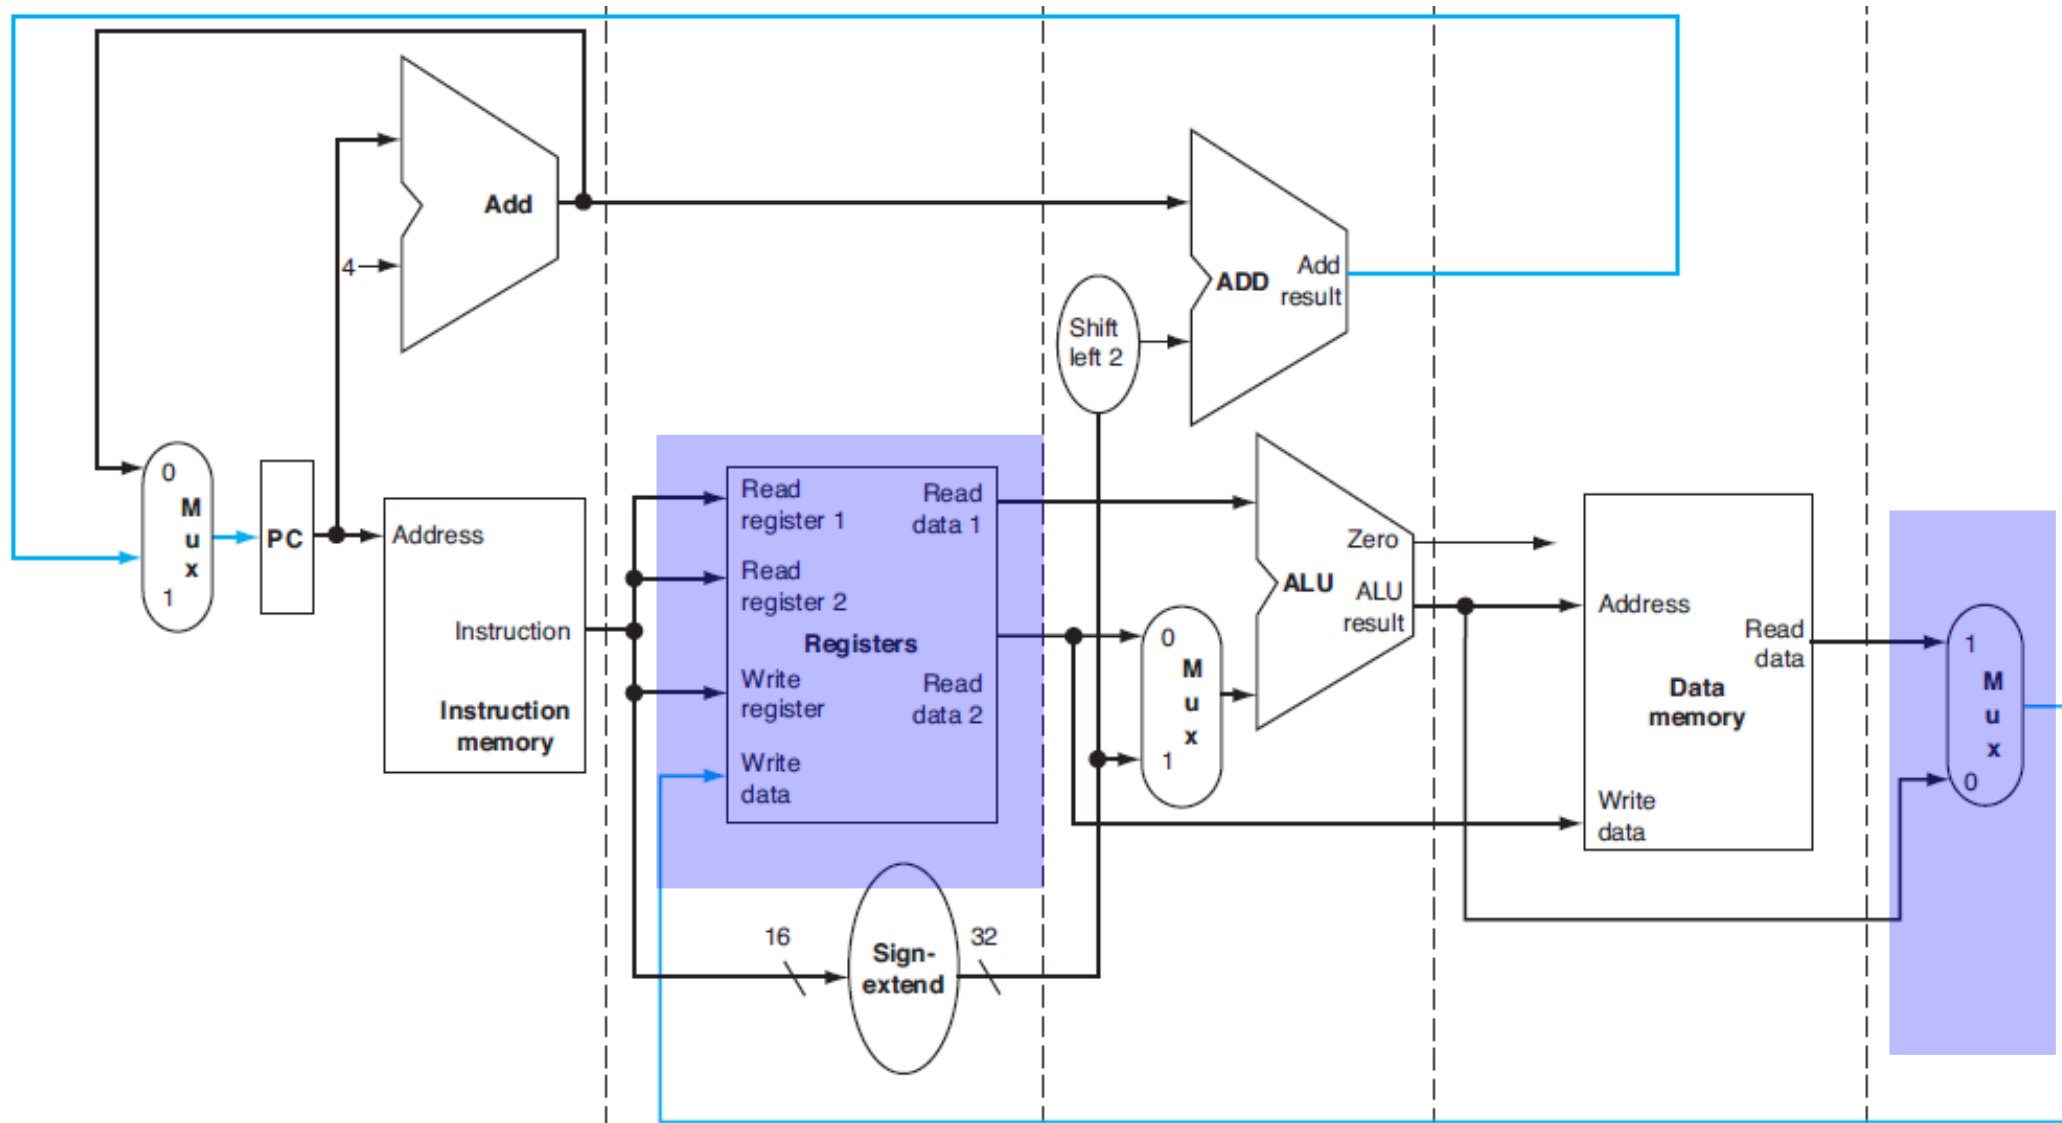 Add
4
0
M
u
x
1
PC
Address
Instruction
Instruction
memory
Read
register 1
Read
register 2
Registers
Write
register
Write
data
Read
data 1
Read
data 2
16
Sign-
extend
32
Shift
left 2
ADD
Add
result
0
M
u
x
1
ALU
Zero
ALU
result
Address
Read
data
Data
memory
Write
data
1
M
u
x
0